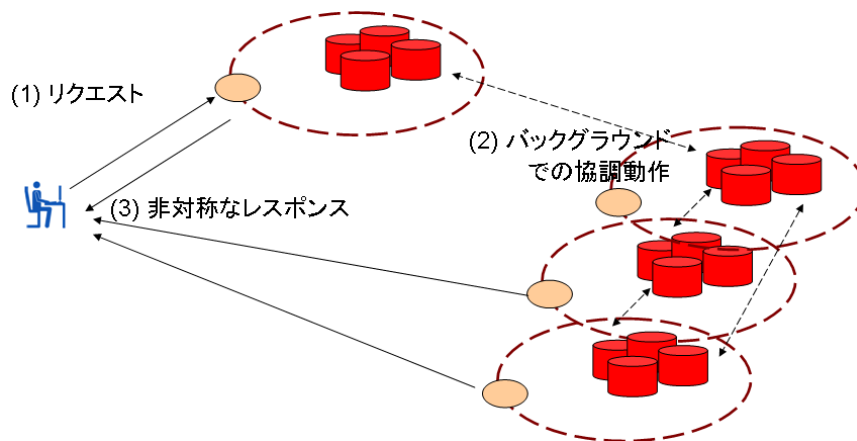 (1) リクエスト
(2) バックグラウンド
での協調動作
(3) 非対称なレスポンス